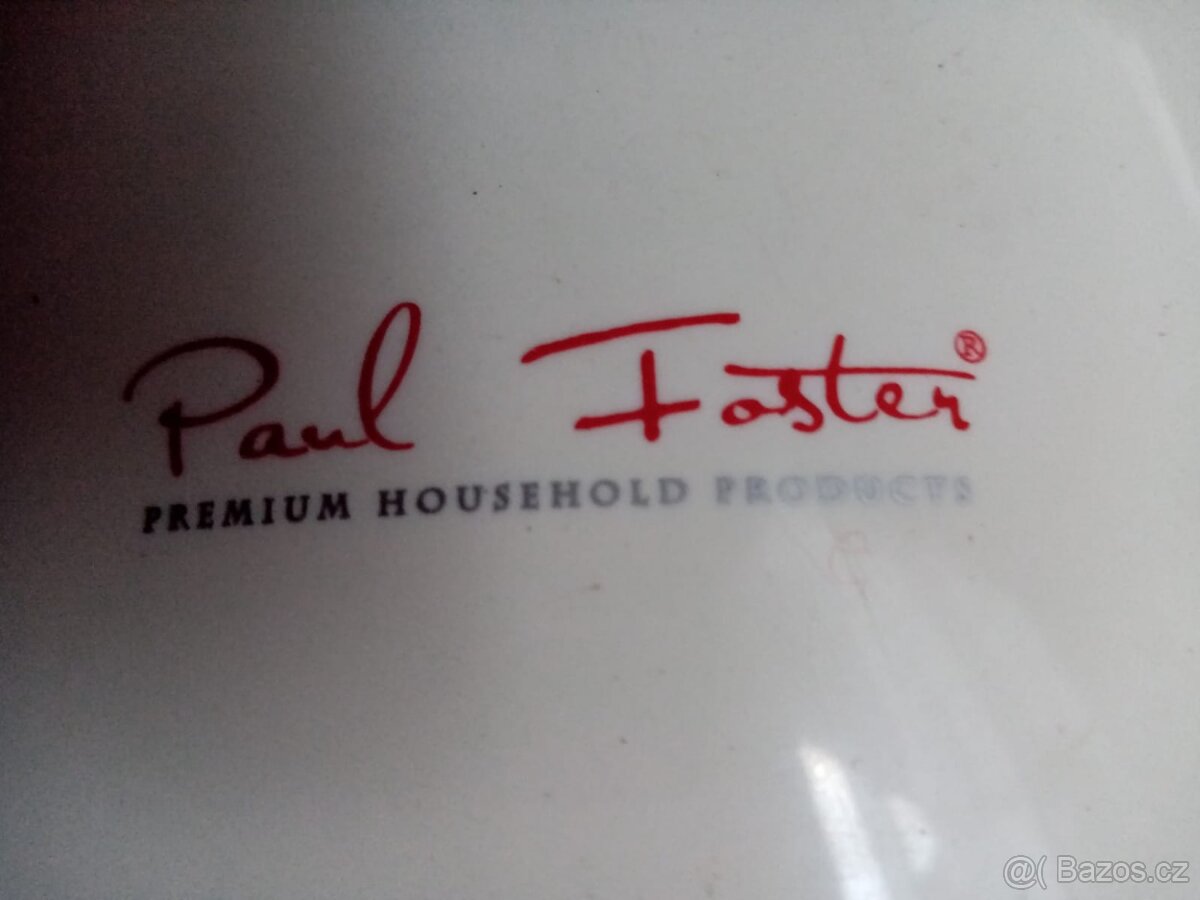 Paul Foster®
PREMIUM HOUSEHOLD PRODUCTS
@( Bazos.cz